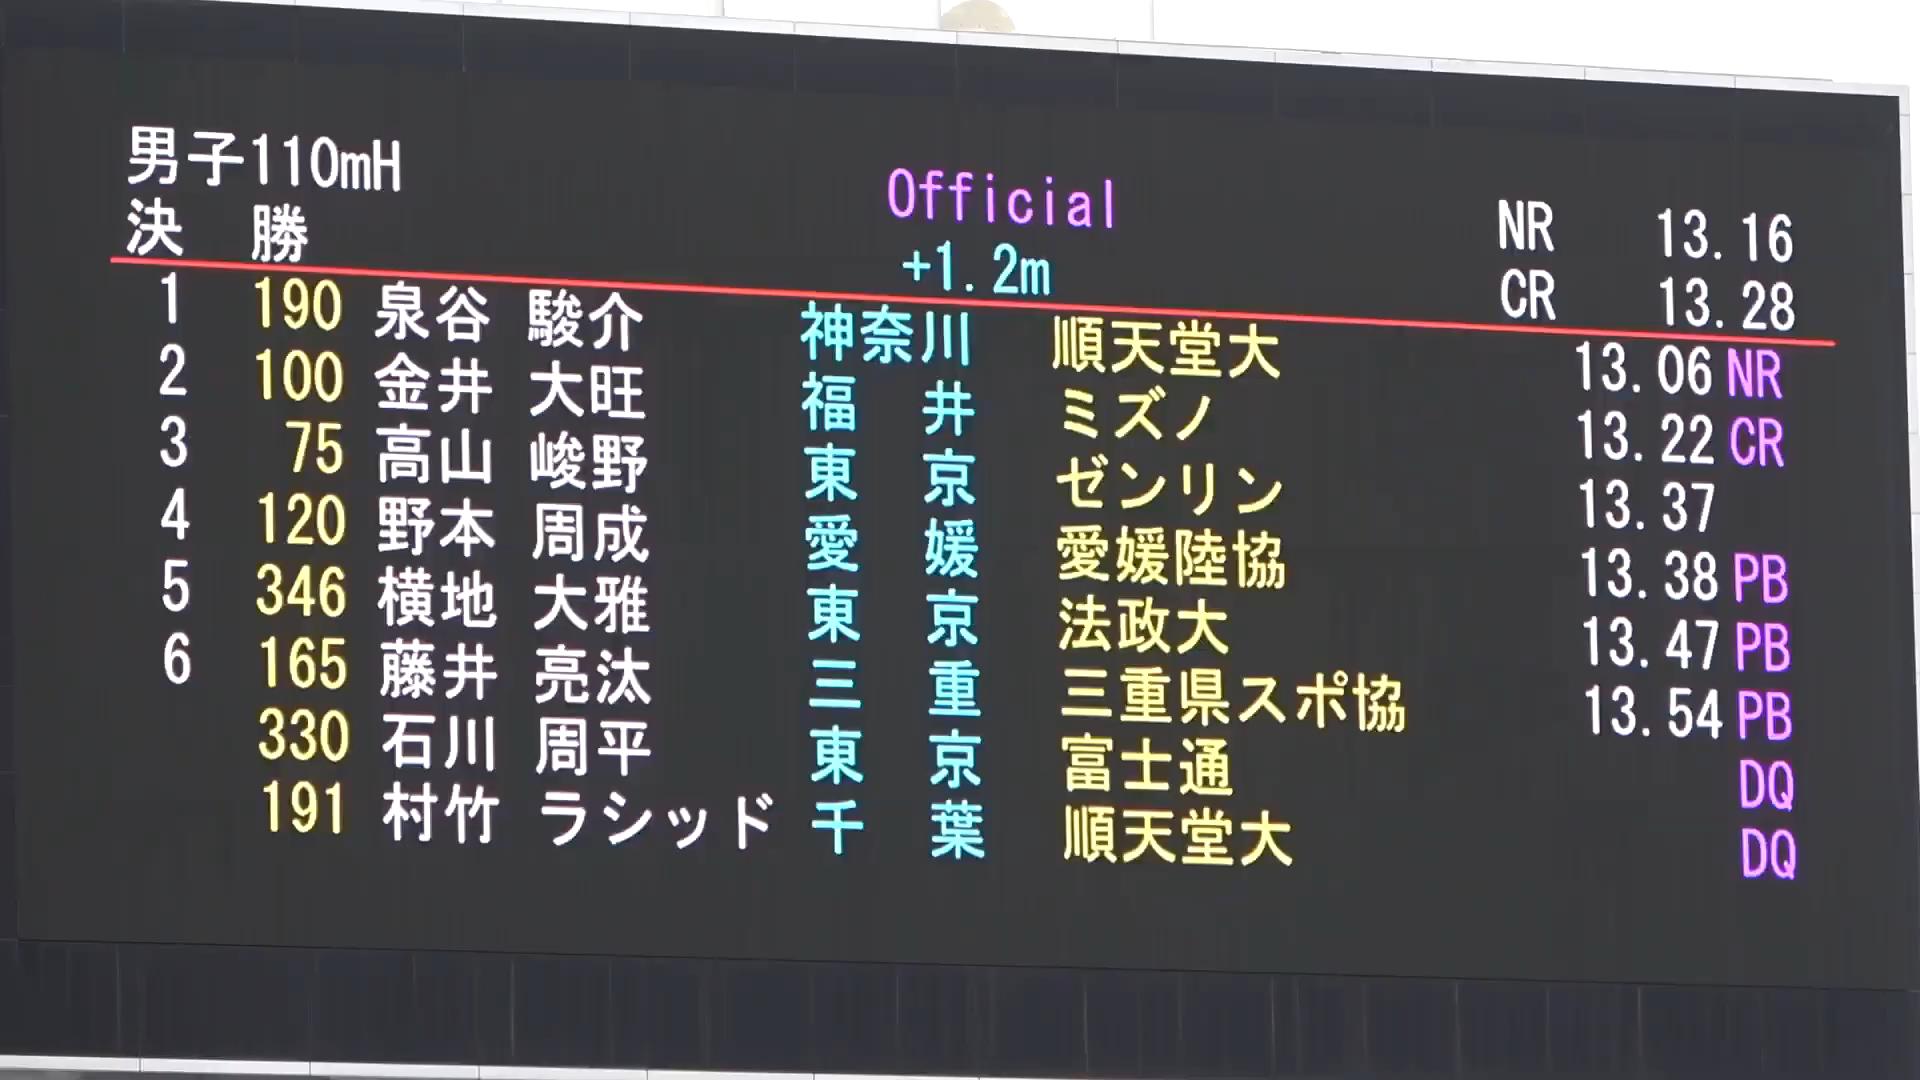 男子110mH
決 勝
Official
+1.2m
NR 13.16
CR 13.28
1 190 泉谷 駿介 神奈川 順天堂大 13.06 NR
2 100 金井 大旺 福 井 ミズノ 13.22 CR
3 75 高山 峻野 東 京 ゼンリン 13.37
4 120 野本 周成 愛 媛 愛媛陸協 13.38 PB
5 346 横地 大雅 東 京 法政大 13.47 PB
6 165 藤井 亮汰 三 重 三重県スポ協 13.54 PB
330 石川 周平 東 京 富士通 DQ
191 村竹 ラシッド 千 葉 順天堂大 DQ